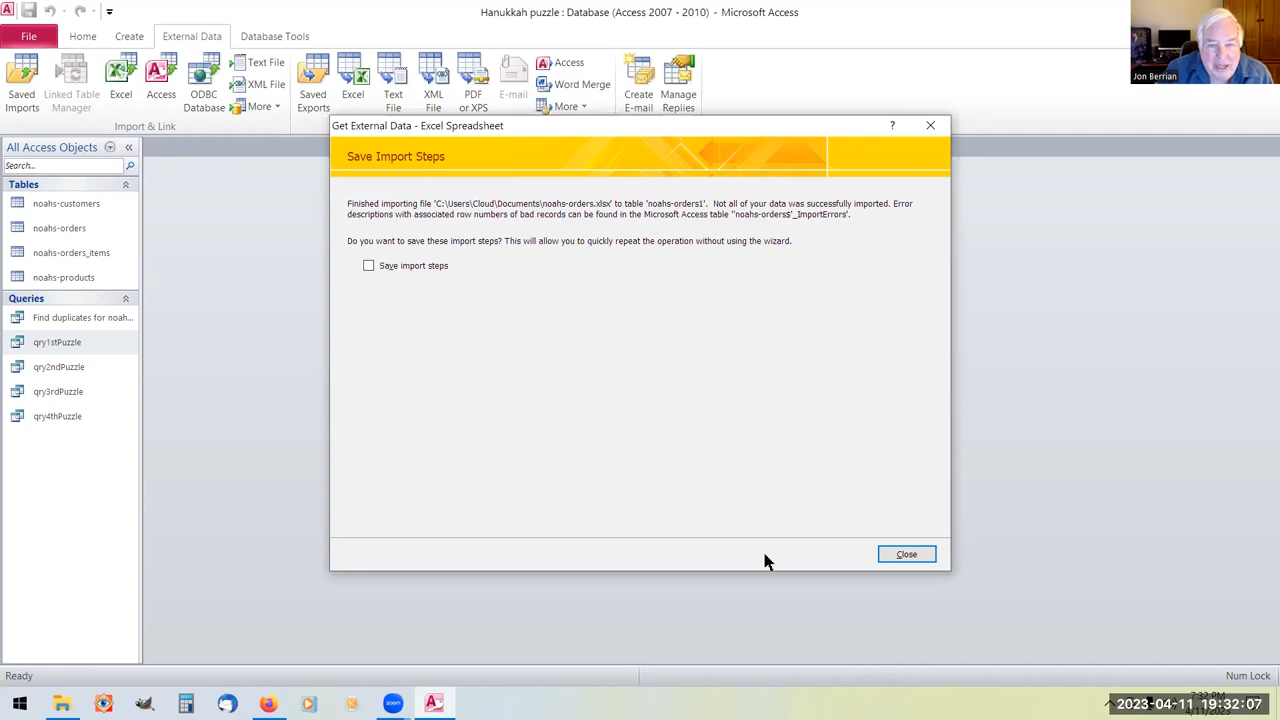 Hanukkah puzzle : Database (Access 2007 - 2010) - Microsoft Access
File
Home
Create
External Data
Database Tools
Saved Imports
Linked Table Manager
Excel
Access
ODBC Database
Text File
XML File
More
Import & Link
Saved Exports
Excel
Text File
XML File
PDF or XPS
E-mail
Access
Word Merge
More
Create E-mail
Manage Replies
Jon Berrian
All Access Objects
Search...
Tables
noahs-customers
noahs-orders
noahs-orders_items
noahs-products
Queries
Find duplicates for noah...
qry1stPuzzle
qry2ndPuzzle
qry3rdPuzzle
qry4thPuzzle
Get External Data - Excel Spreadsheet
?
Save Import Steps
Finished importing file 'C:\Users\Cloud\Documents\noahs-orders.xlsx' to table 'noahs-orders1'. Not all of your data was successfully imported. Error
descriptions with associated row numbers of bad records can be found in the Microsoft Access table ''noahs-orders$'_ImportErrors'.
Do you want to save these import steps? This will allow you to quickly repeat the operation without using the wizard.
Save import steps
Close
Ready
Num Lock
zoom
7:32 PM
2023-04-11 19:32:07